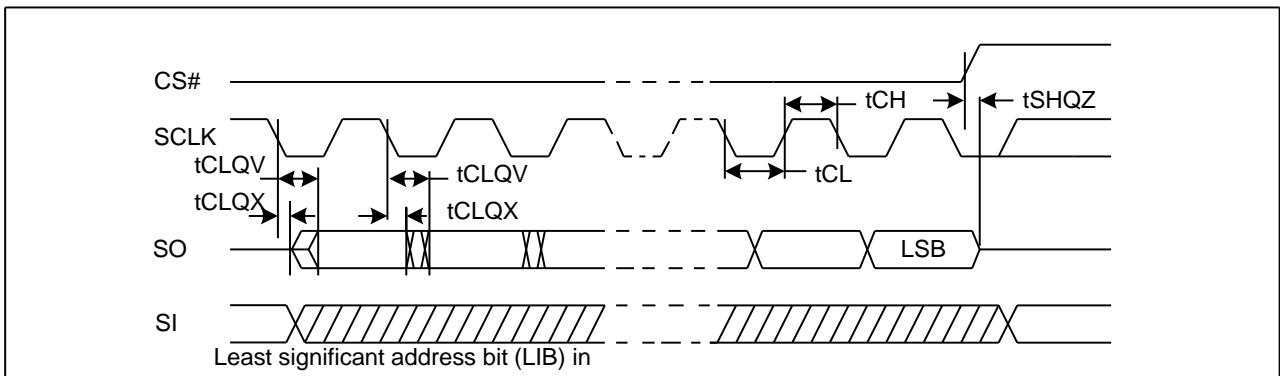 CS#
tCH
tSHQZ
SCLK
tCLQV
tCLQV
tCL
tCLQX
tCLQX
SO
LSB
SI
Least significant address bit (LIB) in